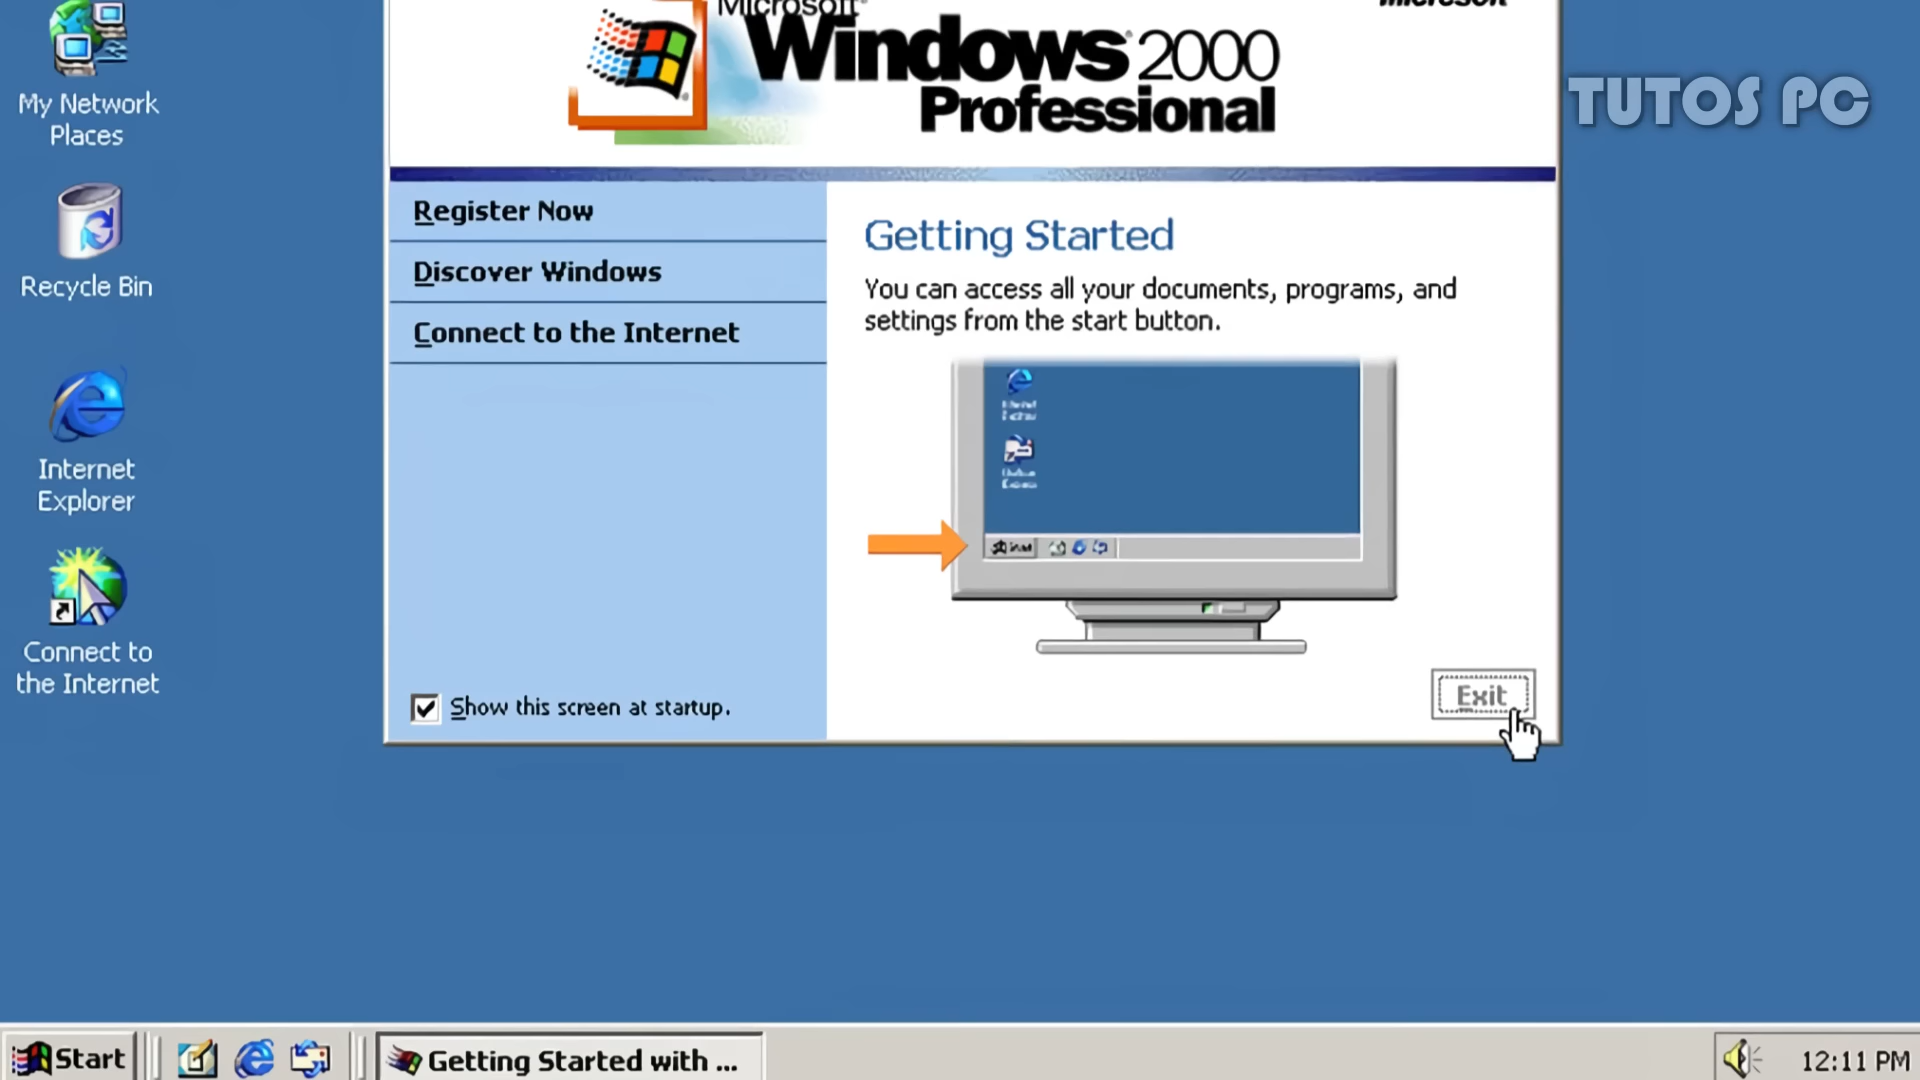 Microsoft
Microsoft
Windows 2000
Professional
TUTOS PC
My Network
Places
Recycle Bin
Internet
Explorer
Connect to
the Internet
Register Now
Discover Windows
Connect to the Internet
Show this screen at startup.
Getting Started
You can access all your documents, programs, and
settings from the start button.
Exit
Start
Getting Started with ...
12:11 PM